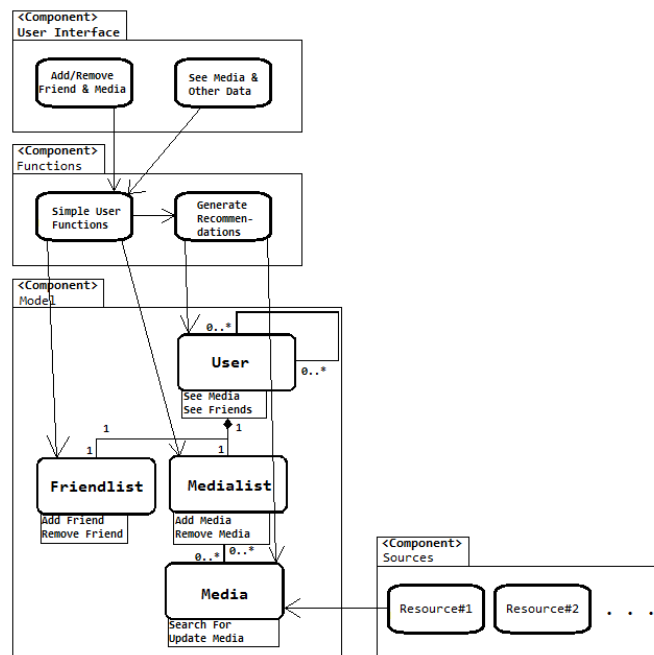 <Component>
User Interface
Add/Remove
Friend & Media
See Media &
Other Data
<Component>
Functions
Simple User
Functions
Generate
Recommen-
dations
<Component>
Model
0..*
User
0..*
See Media
See Friends
1
1
1
1
Friendlist
Medialist
Add Friend
Remove Friend
Add Media
Remove Media
0..*
0..*
Media
Search For
Update Media
<Component>
Sources
Resource#1
Resource#2
. . .